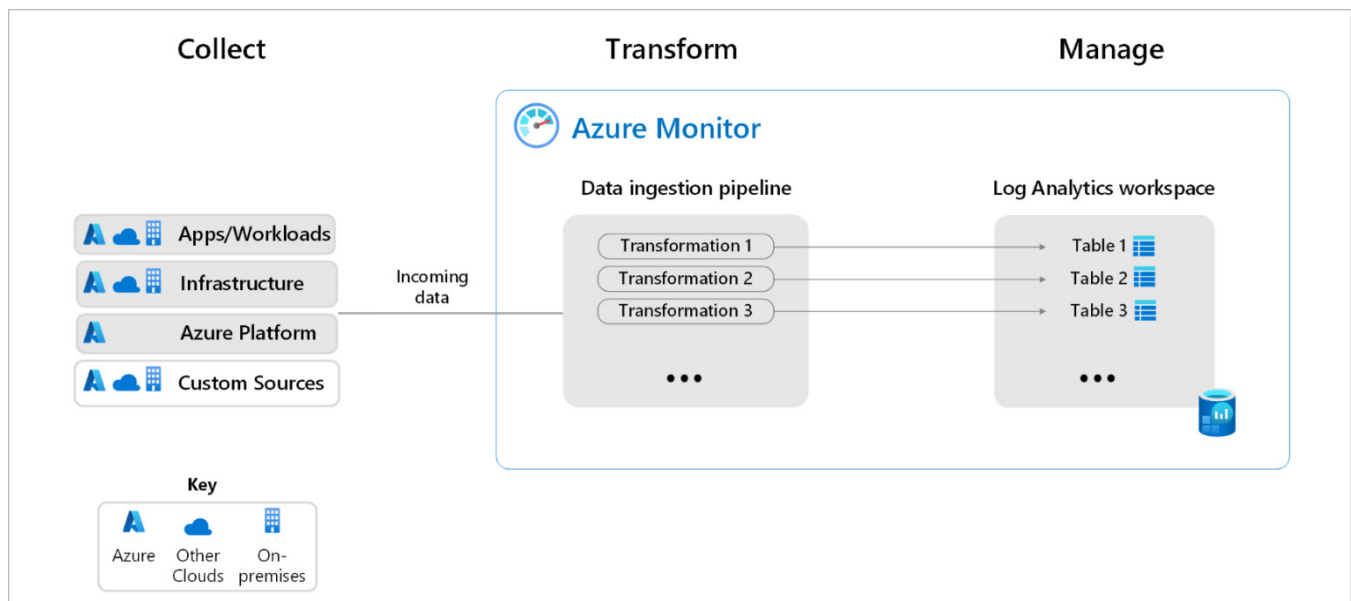 Collect
Transform
Manage
Azure Monitor
Data ingestion pipeline
Log Analytics workspace
Apps/Workloads
Infrastructure
Azure Platform
Custom Sources
Incoming
data
Transformation 1
Transformation 2
Transformation 3
•••
Table 1
Table 2
Table 3
•••
Key
Azure
Other
Clouds
On-
premises